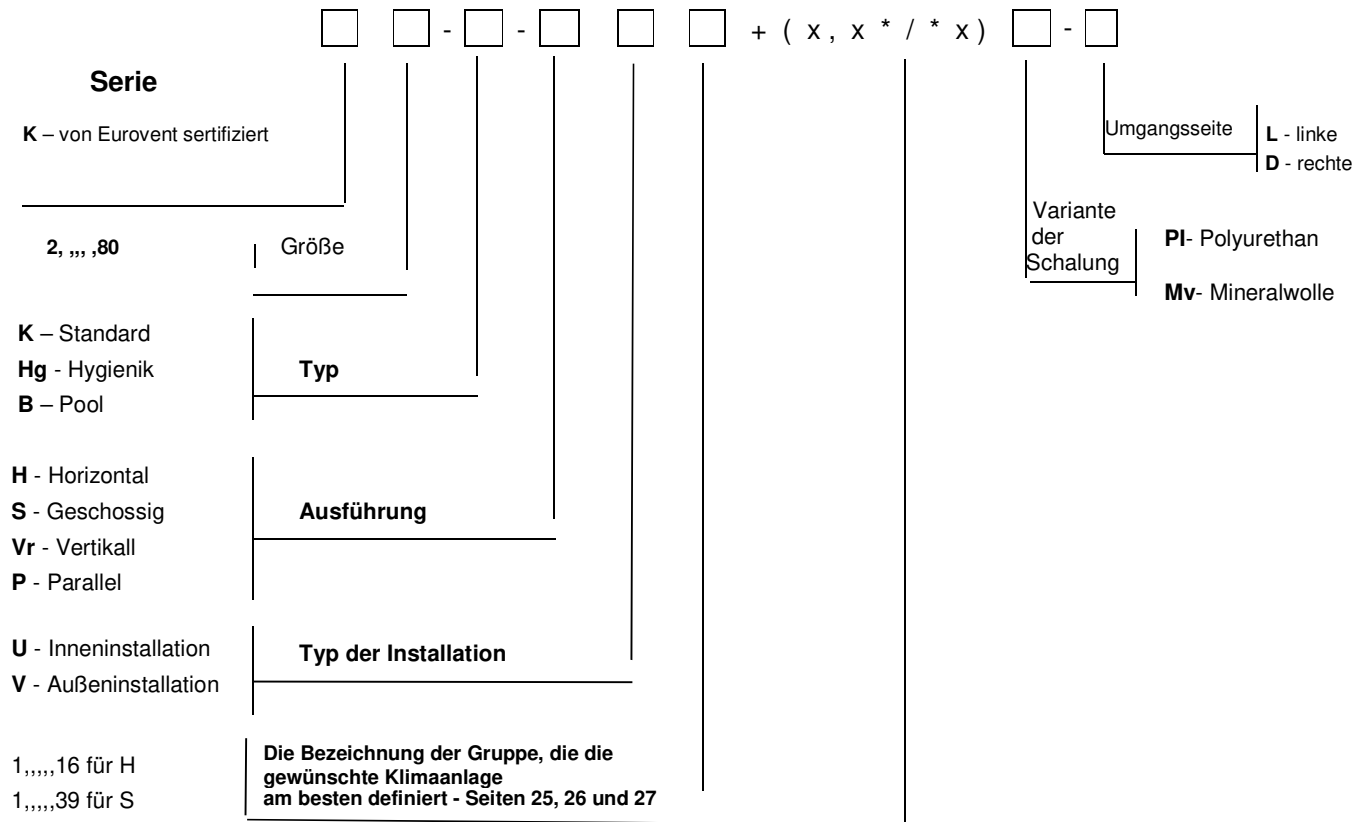 - - + ( x , x * / * x ) -
Serie
K – von Eurovent sertifiziert
Umgangsseite
L - linke
D - rechte
2, ,,, ,80
Größe
Variante
der
Schalung
Pl- Polyurethan
Mv- Mineralwolle
K – Standard
Hg - Hygienik
B – Pool
Typ
H - Horizontal
S - Geschossig
Vr - Vertikall
P - Parallel
Ausführung
U - Inneninstallation
V - Außeninstallation
Typ der Installation
1,,,,,16 für H
1,,,,,39 für S
Die Bezeichnung der Gruppe, die die
gewünschte Klimaanlage
am besten definiert - Seiten 25, 26 und 27